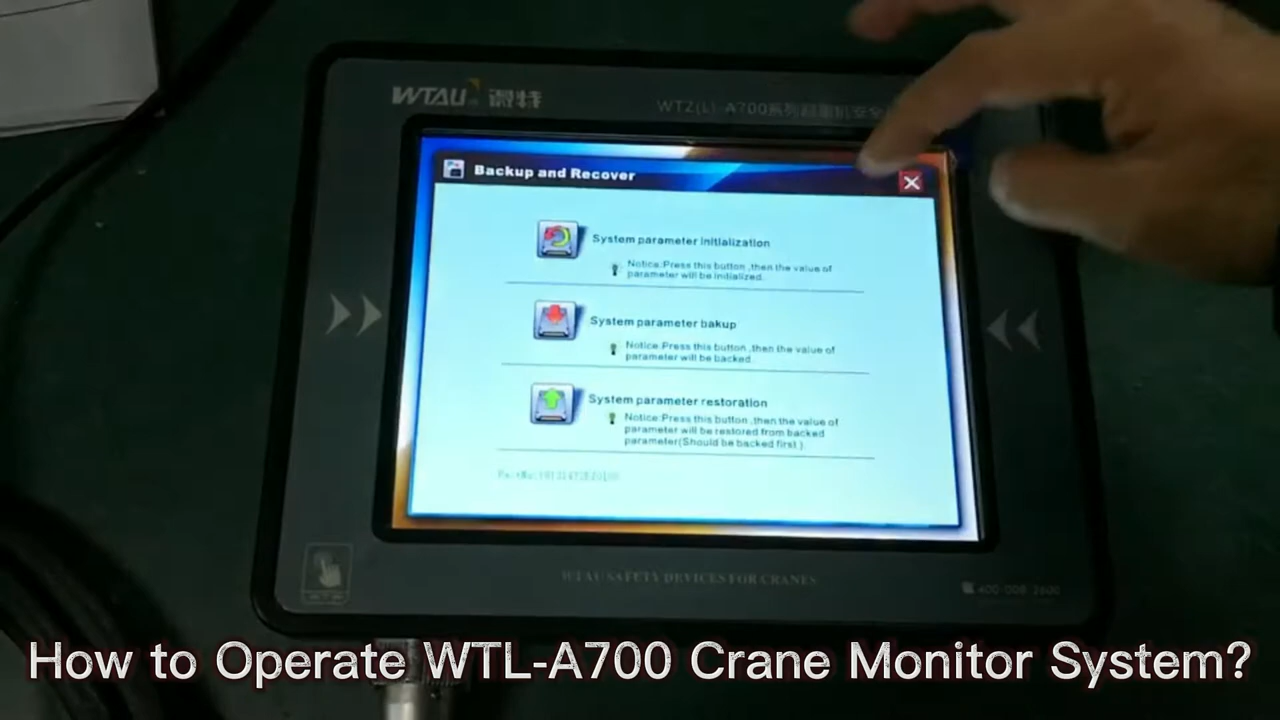 WTAU 微特
WTZ(L)-A700系列起重机安全
Backup and Recover
System parameter initialization
Notice:Press this button ,then the value of
parameter will be initialized.
System parameter bakup
Notice:Press this button ,then the value of
parameter will be backed.
System parameter restoration
Notice:Press this button ,then the value of
parameter will be restored from backed
parameter(Should be backed first.).
WTAU SAFETY DEVICES FOR CRANES
How to Operate WTL-A700 Crane Monitor System?